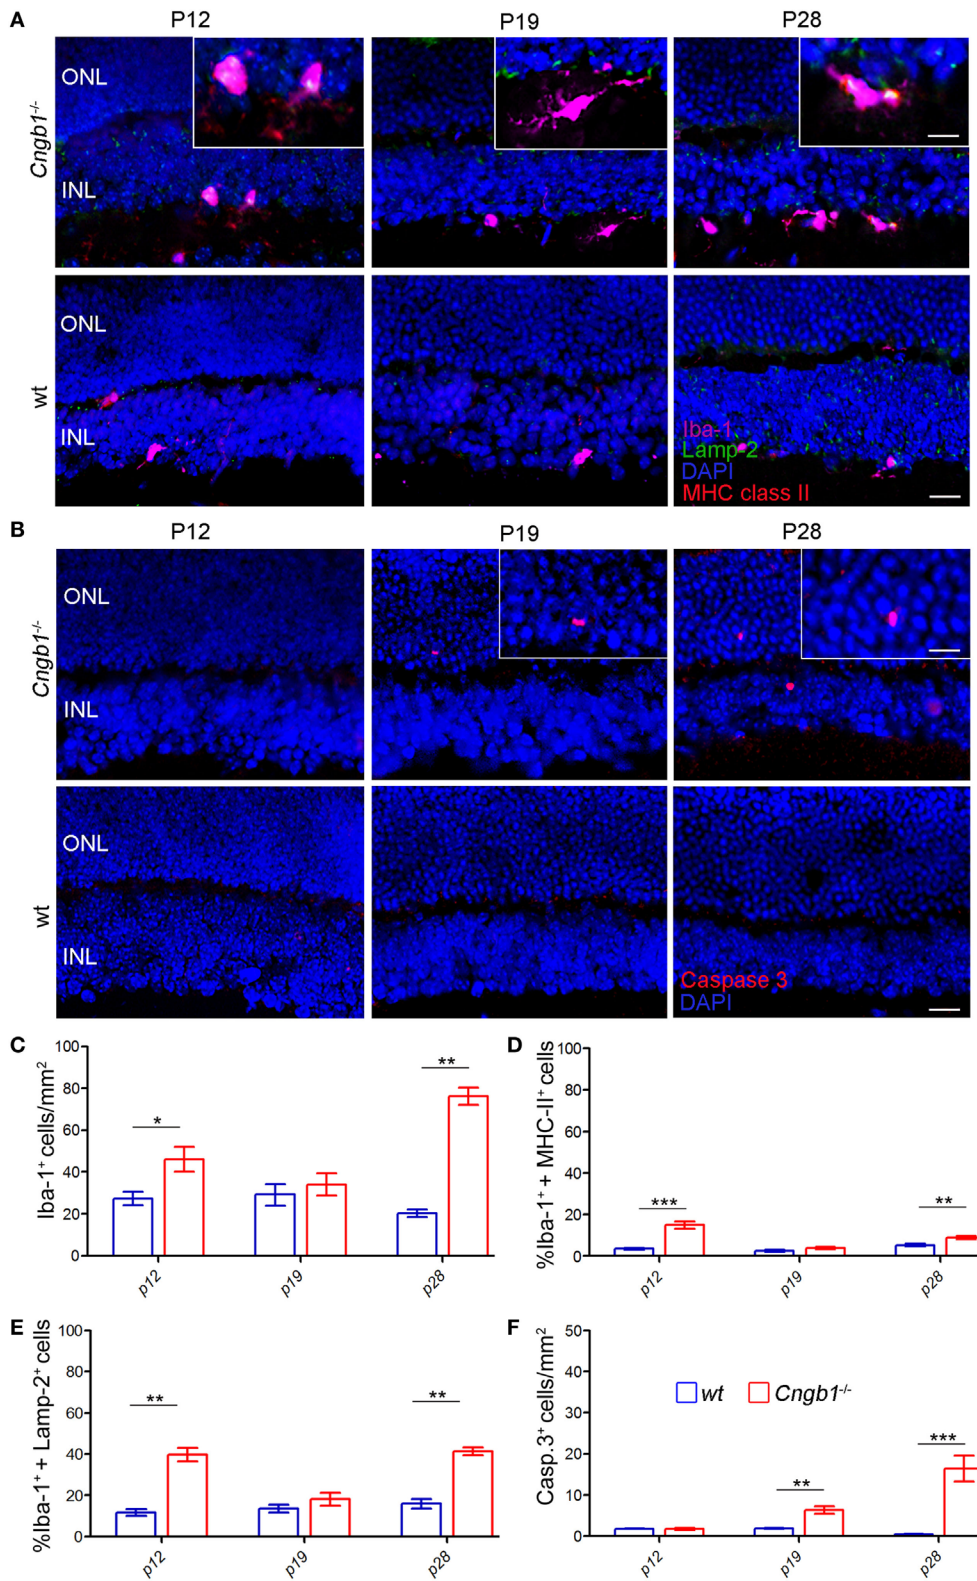 A
P12
P19
P28
Cngb1-/-
ONL
INL
wt
ONL
INL
Iba-1
Lamp-2
DAPI
MHC class II
B
P12
P19
P28
Cngb1-/-
ONL
INL
wt
ONL
INL
Caspase 3
DAPI
C
Iba-1+ cells/mm2
100
80
60
40
20
0
*
**
p12
p19
p28
D
%Iba-1+ + MHC-II+ cells
100
80
60
40
20
0
***
**
p12
p19
p28
E
%Iba-1+ + Lamp-2+ cells
100
80
60
40
20
0
**
**
p12
p19
p28
F
Casp.3+ cells/mm2
50
40
30
20
10
0
wt
Cngb1-/-
**
***
p12
p19
p28